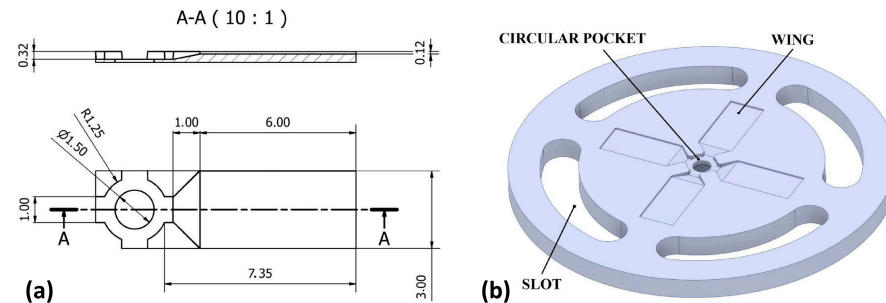 A-A ( 10 : 1 )
0.32
0.12
R1.25
Ø1.50
1.00
6.00
1.00
A
A
7.35
3.00
(a)
CIRCULAR POCKET
WING
SLOT
(b)